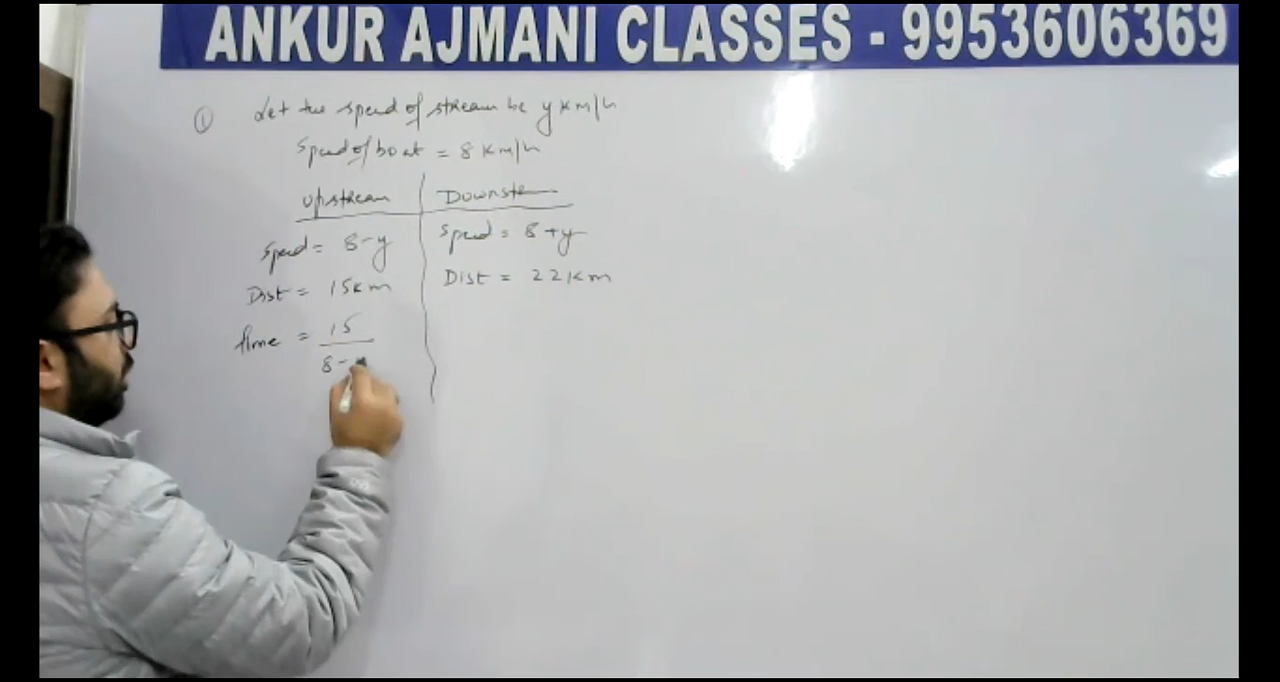 ANKUR AJMANI CLASSES - 9953606369
① Let the speed of stream be y km/h
Speed of boat = 8 Km/h
Upstream
Speed = 8-y
Dist = 15km
Time = 15
8-
Downstre
Speed = 8+y
Dist = 22Km